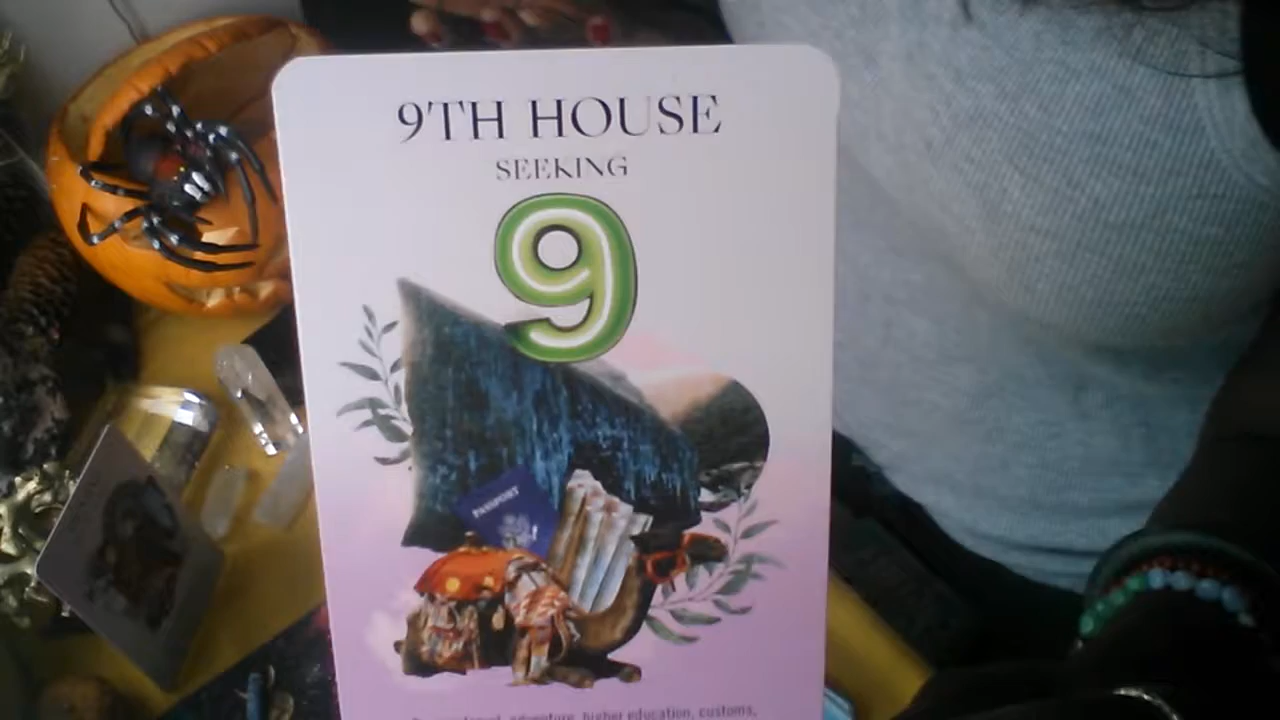 9TH HOUSE
SEEKING
9
PASSPORT
travel, adventure, higher education, customs,